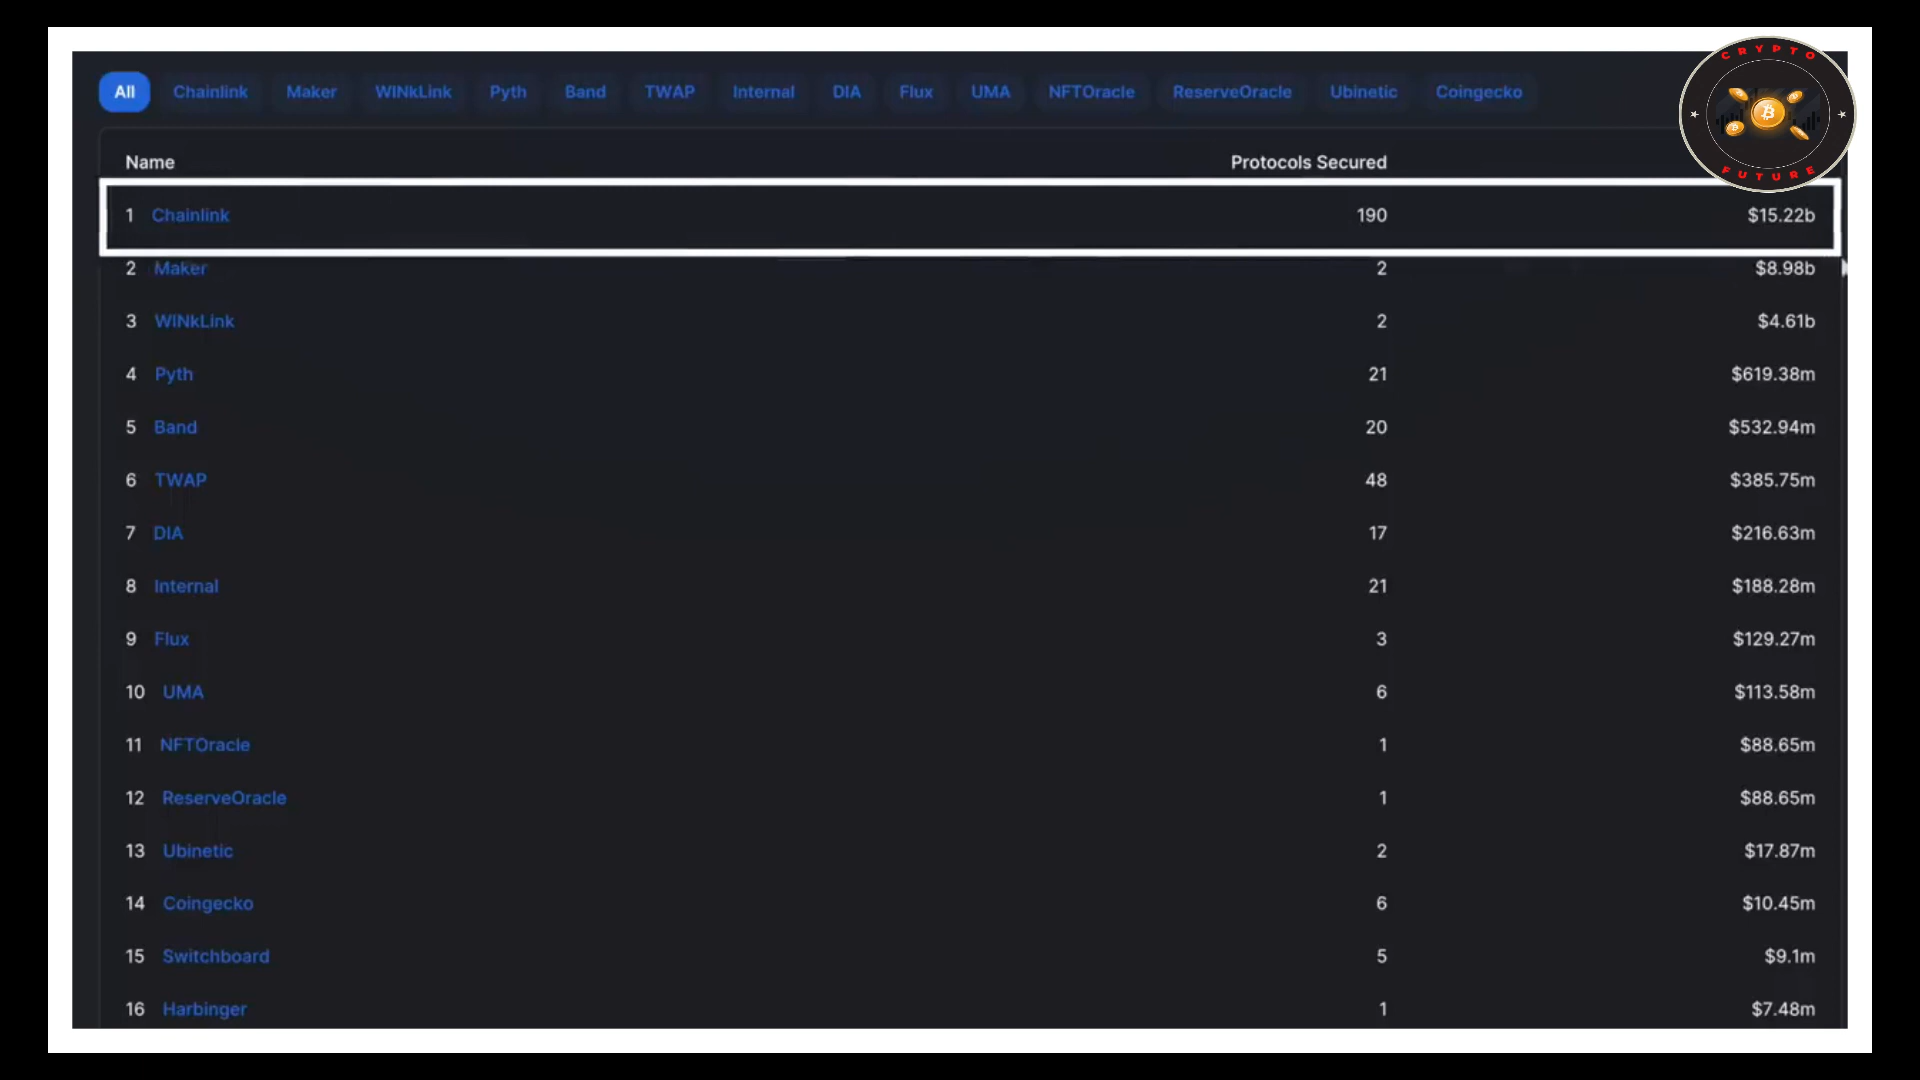 CRYPTO
FUTURE
All Chainlink Maker WINkLink Pyth Band TWAP Internal DIA Flux UMA NFTOracle ReserveOracle Ubinetic Coingecko
Name Protocols Secured
1 Chainlink 190 $15.22b
2 Maker 2 $8.98b
3 WINkLink 2 $4.61b
4 Pyth 21 $619.38m
5 Band 20 $532.94m
6 TWAP 48 $385.75m
7 DIA 17 $216.63m
8 Internal 21 $188.28m
9 Flux 3 $129.27m
10 UMA 6 $113.58m
11 NFTOracle 1 $88.65m
12 ReserveOracle 1 $88.65m
13 Ubinetic 2 $17.87m
14 Coingecko 6 $10.45m
15 Switchboard 5 $9.1m
16 Harbinger 1 $7.48m